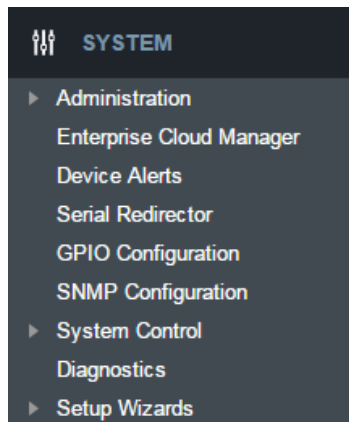 SYSTEM
Administration
Enterprise Cloud Manager
Device Alerts
Serial Redirector
GPIO Configuration
SNMP Configuration
System Control
Diagnostics
Setup Wizards